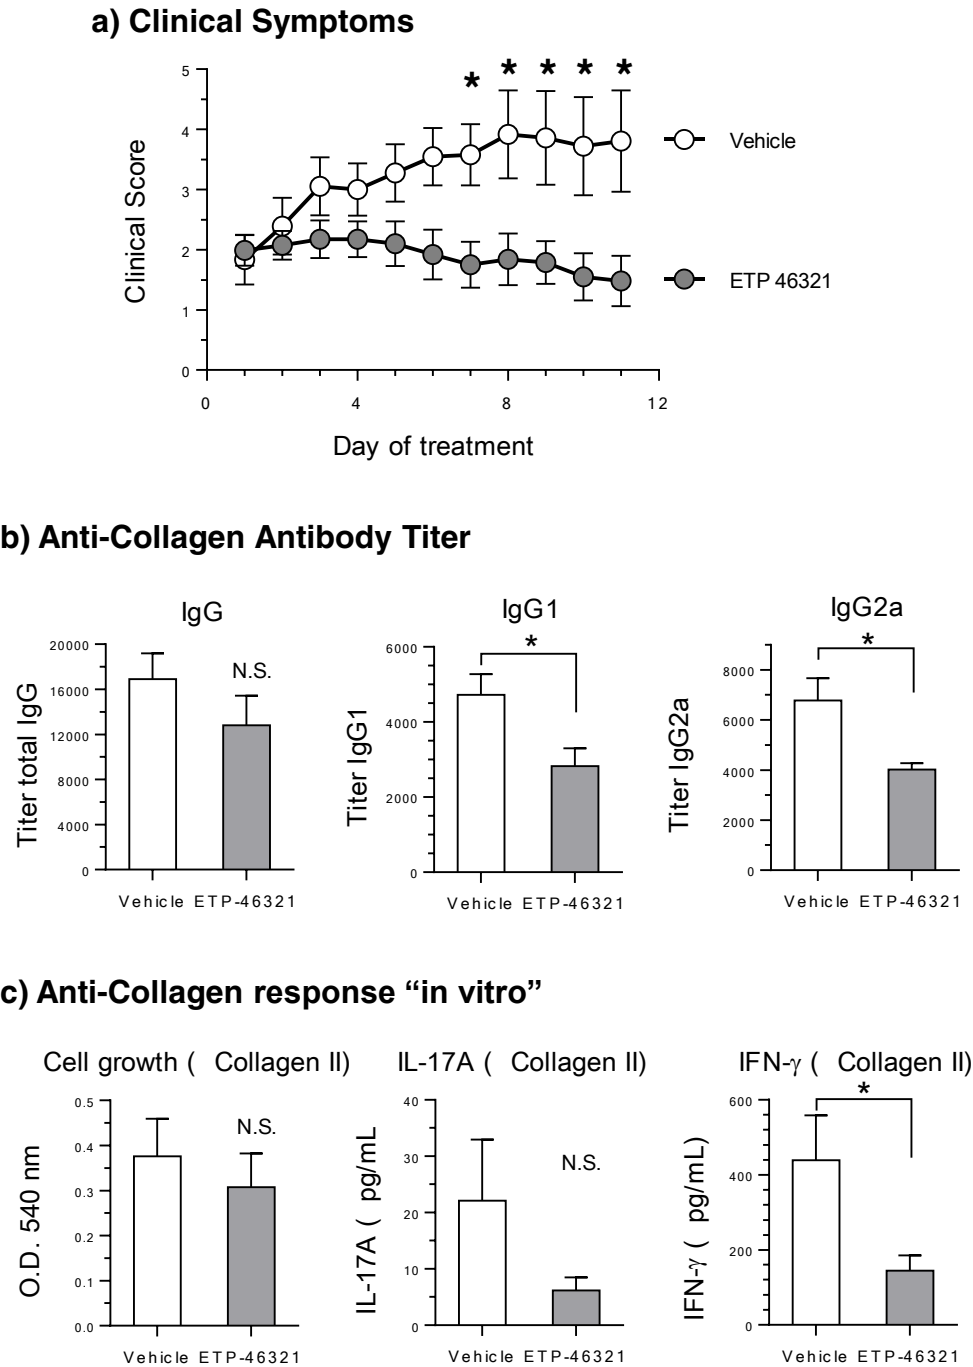 a) Clinical Symptoms
* * * * *
5
4
3
2
1
0
Clinical Score
0 4 8 12
Day of treatment
Vehicle
ETP 46321
b) Anti-Collagen Antibody Titer
IgG
N.S.
20000
16000
12000
8000
4000
0
Titer total IgG
Vehicle ETP-46321
IgG1
*
6000
4000
2000
0
Titer IgG1
Vehicle ETP-46321
IgG2a
*
8000
6000
4000
2000
0
Titer IgG2a
Vehicle ETP-46321
c) Anti-Collagen response “in vitro”
Cell growth ( Collagen II)
N.S.
0.5
0.4
0.3
0.2
0.1
0.0
O.D. 540 nm
Vehicle ETP-46321
IL-17A ( Collagen II)
N.S.
40
30
20
10
0
IL-17A ( pg/mL
Vehicle ETP-46321
IFN-γ ( Collagen II)
*
600
400
200
0
IFN-γ ( pg/mL)
Vehicle ETP-46321